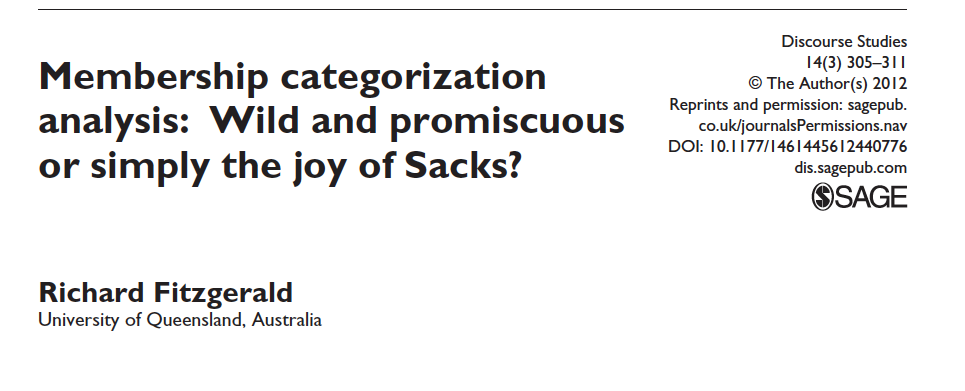 Discourse Studies
14(3) 305–311
© The Author(s) 2012
Reprints and permission: sagepub.
co.uk/journalsPermissions.nav
DOI: 10.1177/1461445612440776
dis.sagepub.com
SAGE
Membership categorization
analysis: Wild and promiscuous
or simply the joy of Sacks?
Richard Fitzgerald
University of Queensland, Australia